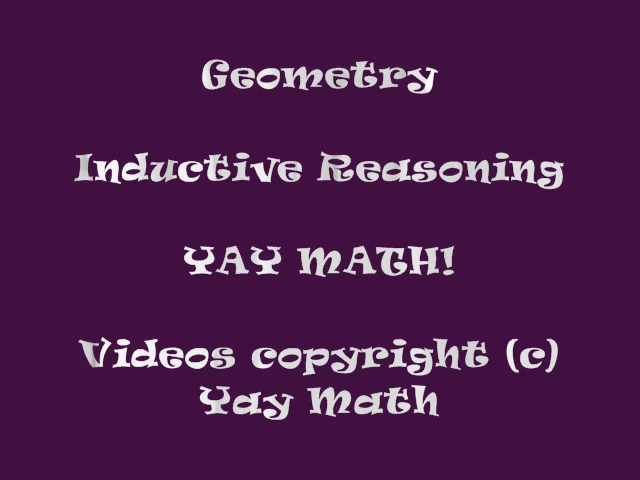 Geometry
Inductive Reasoning
YAY MATH!
Videos copyright (c)
Yay Math